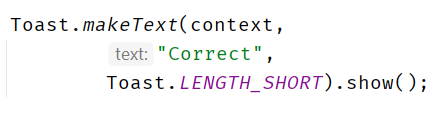 Toast.makeText(context,
text: "Correct",
Toast.LENGTH_SHORT).show();